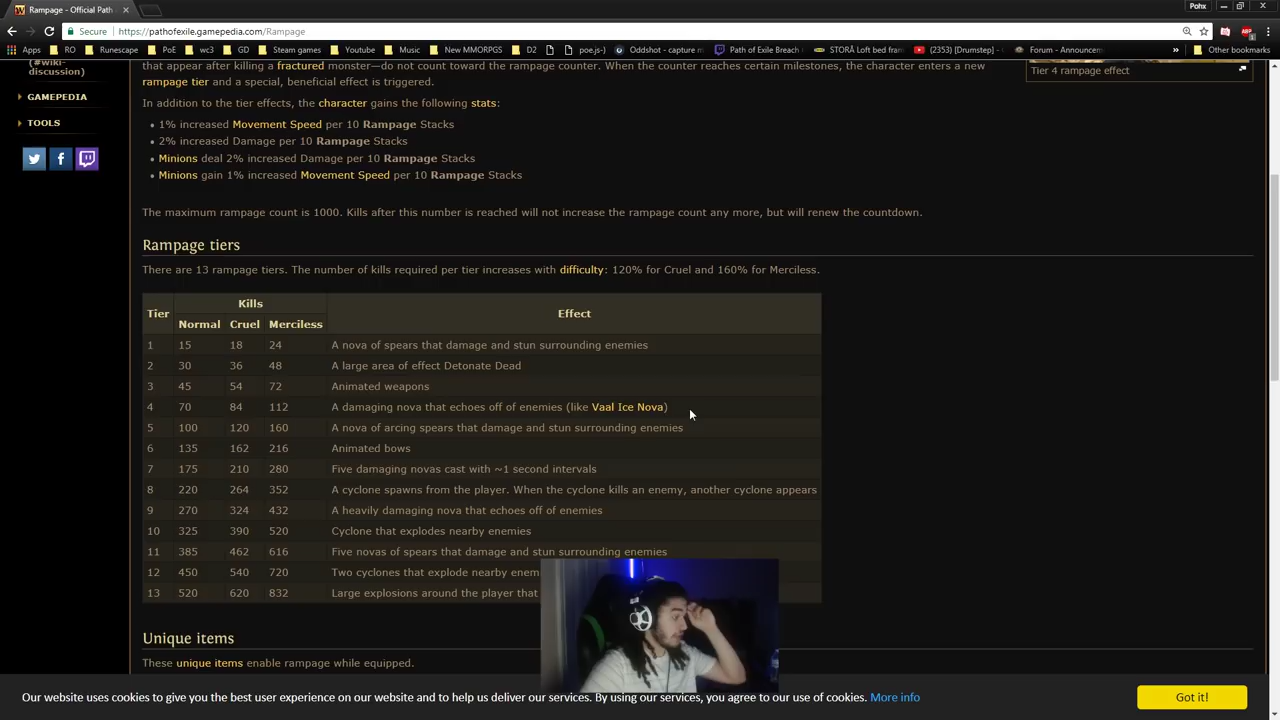 Rampage - Official Path
Pohx
Secure | https://pathofexile.gamepedia.com/Rampage
Apps RO Runescape PoE wc3 GD Steam games Youtube Music New MMORPGS D2 poe.js-) Oddshot - capture m Path of Exile Breach STORÅ Loft bed fram (2353) [Drumstep] Forum - Announcem » Other bookmarks
(#wiki-
discussion)
GAMEPEDIA
TOOLS
that appear after killing a fractured monster—do not count toward the rampage counter. When the counter reaches certain milestones, the character enters a new
rampage tier and a special, beneficial effect is triggered.
Tier 4 rampage effect
In addition to the tier effects, the character gains the following stats:
• 1% increased Movement Speed per 10 Rampage Stacks
• 2% increased Damage per 10 Rampage Stacks
• Minions deal 2% increased Damage per 10 Rampage Stacks
• Minions gain 1% increased Movement Speed per 10 Rampage Stacks
The maximum rampage count is 1000. Kills after this number is reached will not increase the rampage count any more, but will renew the countdown.
Rampage tiers
There are 13 rampage tiers. The number of kills required per tier increases with difficulty: 120% for Cruel and 160% for Merciless.
Tier Kills Effect
Normal Cruel Merciless
1 15 18 24 A nova of spears that damage and stun surrounding enemies
2 30 36 48 A large area of effect Detonate Dead
3 45 54 72 Animated weapons
4 70 84 112 A damaging nova that echoes off of enemies (like Vaal Ice Nova)
5 100 120 160 A nova of arcing spears that damage and stun surrounding enemies
6 135 162 216 Animated bows
7 175 210 280 Five damaging novas cast with ~1 second intervals
8 220 264 352 A cyclone spawns from the player. When the cyclone kills an enemy, another cyclone appears
9 270 324 432 A heavily damaging nova that echoes off of enemies
10 325 390 520 Cyclone that explodes nearby enemies
11 385 462 616 Five novas of spears that damage and stun surrounding enemies
12 450 540 720 Two cyclones that explode nearby enem
13 520 620 832 Large explosions around the player that
Unique items
These unique items enable rampage while equipped.
Our website uses cookies to give you the best user experience on our website and to help us deliver our services. By using our services, you agree to our use of cookies. More info
Got it!